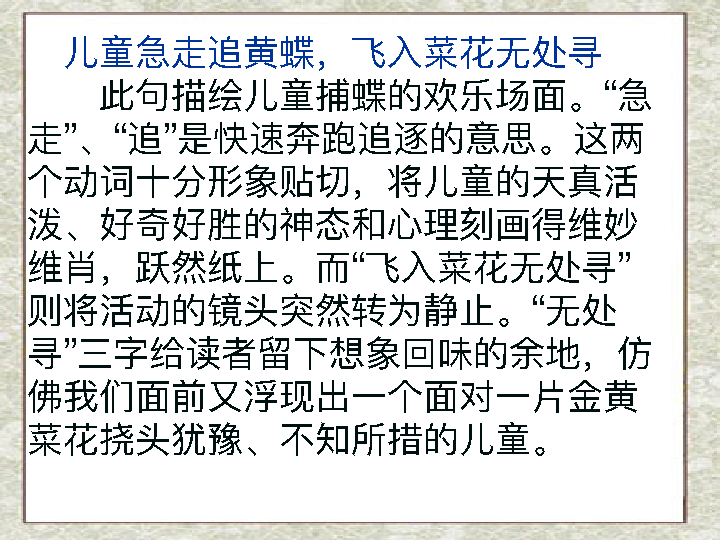 儿童急走追黄蝶，飞入菜花无处寻
此句描绘儿童捕蝶的欢乐场面。“急
走”、“追”是快速奔跑追逐的意思。这两
个动词十分形象贴切，将儿童的天真活
泼、好奇好胜的神态和心理刻画得维妙
维肖，跃然纸上。而“飞入菜花无处寻”
则将活动的镜头突然转为静止。“无处
寻”三字给读者留下想象回味的余地，仿
佛我们面前又浮现出一个面对一片金黄
菜花挠头犹豫、不知所措的儿童。